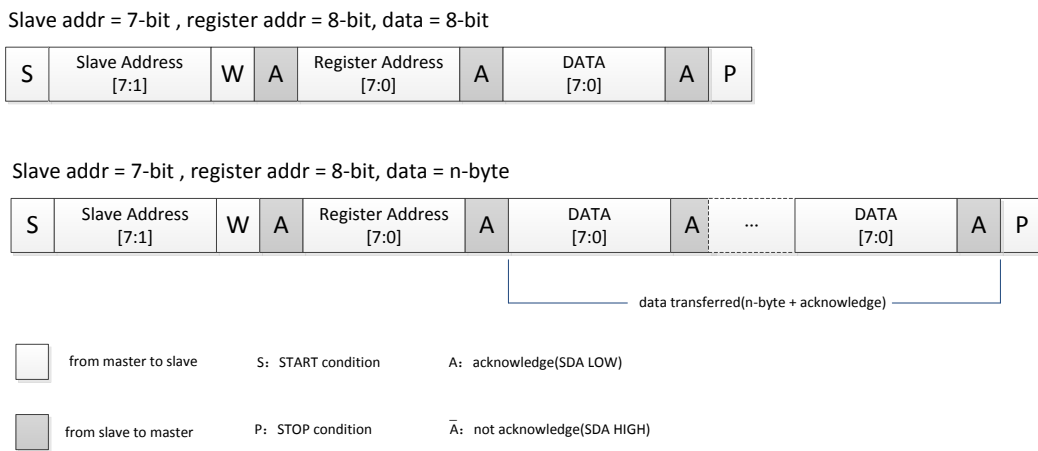 Slave addr = 7-bit , register addr = 8-bit, data = 8-bit
S Slave Address [7:1] W A Register Address [7:0] A DATA [7:0] A P
Slave addr = 7-bit , register addr = 8-bit, data = n-byte
S Slave Address [7:1] W A Register Address [7:0] A DATA [7:0] A ... DATA [7:0] A P
data transferred(n-byte + acknowledge)
from master to slave S: START condition A: acknowledge(SDA LOW)
from slave to master P: STOP condition A̅: not acknowledge(SDA HIGH)